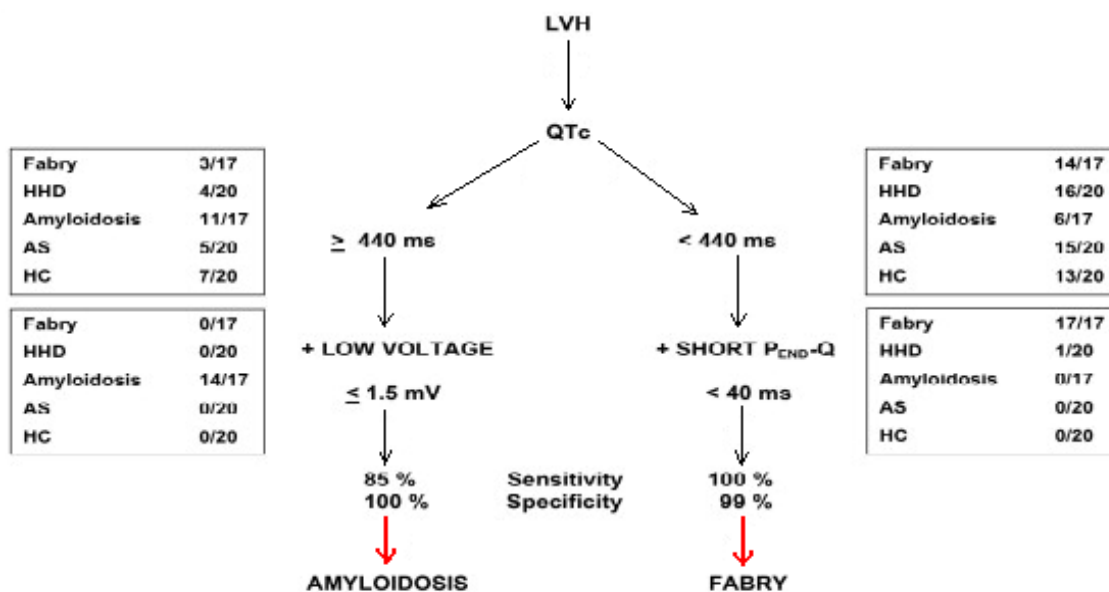 LVH
QTc
Fabry 3/17
HHD 4/20
Amyloidosis 11/17
AS 5/20
HC 7/20
≥ 440 ms
< 440 ms
Fabry 14/17
HHD 16/20
Amyloidosis 6/17
AS 15/20
HC 13/20
Fabry 0/17
HHD 0/20
Amyloidosis 14/17
AS 0/20
HC 0/20
+ LOW VOLTAGE
≤ 1.5 mV
+ SHORT P_END-Q
< 40 ms
Fabry 17/17
HHD 1/20
Amyloidosis 0/17
AS 0/20
HC 0/20
85 % Sensitivity 100 %
100 % Specificity 99 %
AMYLOIDOSIS FABRY